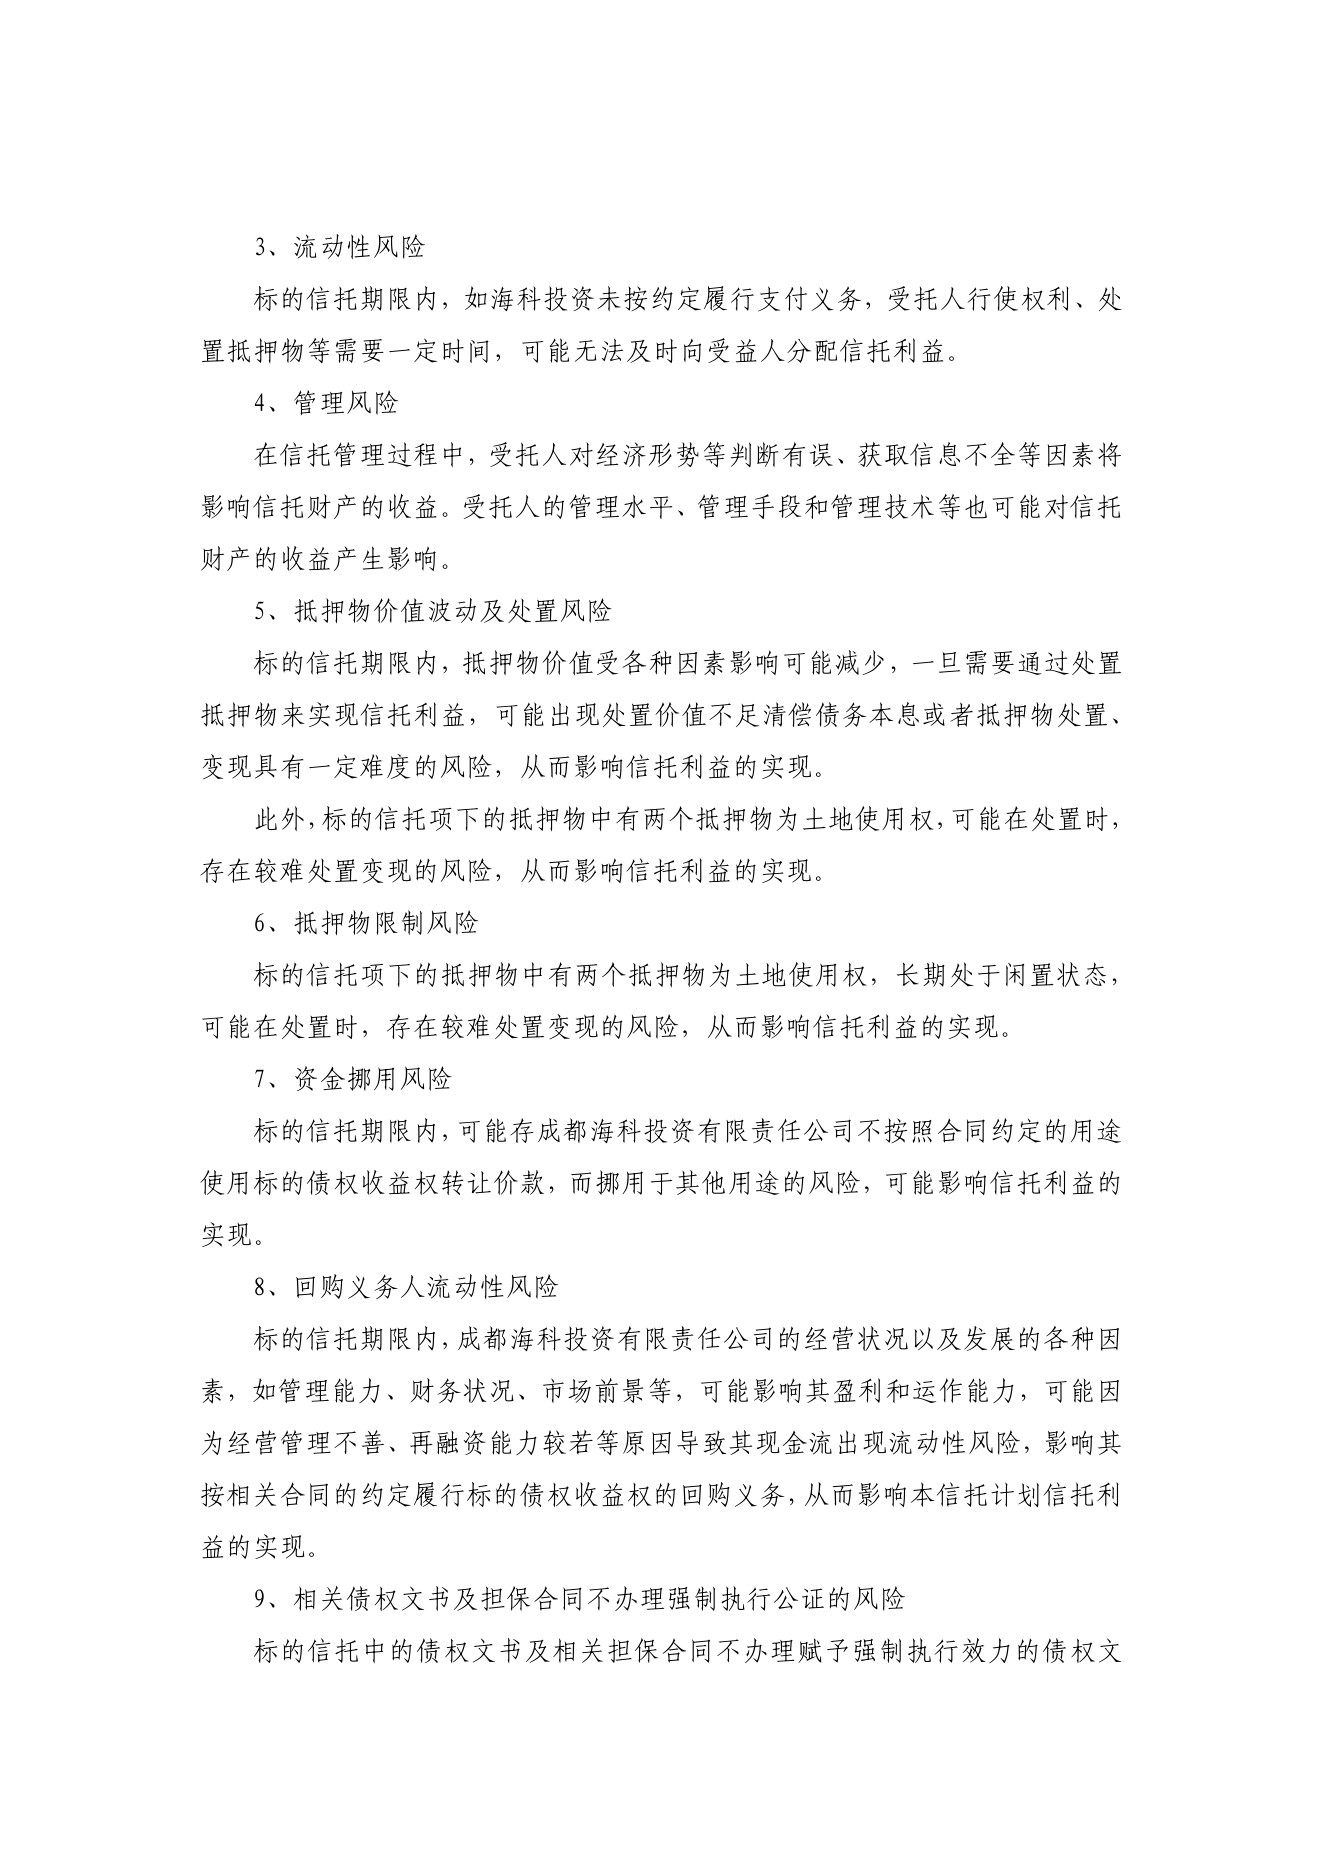 3、流动性风险
标的信托期限内，如海科投资未按约定履行支付义务，受托人行使权利、处
置抵押物等需要一定时间，可能无法及时向受益人分配信托利益。
4、管理风险
在信托管理过程中，受托人对经济形势等判断有误、获取信息不全等因素将
影响信托财产的收益。受托人的管理水平、管理手段和管理技术等也可能对信托
财产的收益产生影响。
5、抵押物价值波动及处置风险
标的信托期限内，抵押物价值受各种因素影响可能减少，一旦需要通过处置
抵押物来实现信托利益，可能出现处置价值不足清偿债务本息或者抵押物处置、
变现具有一定难度的风险，从而影响信托利益的实现。
此外，标的信托项下的抵押物中有两个抵押物为土地使用权，可能在处置时，
存在较难处置变现的风险，从而影响信托利益的实现。
6、抵押物限制风险
标的信托项下的抵押物中有两个抵押物为土地使用权，长期处于闲置状态，
可能在处置时，存在较难处置变现的风险，从而影响信托利益的实现。
7、资金挪用风险
标的信托期限内，可能存成都海科投资有限责任公司不按照合同约定的用途
使用标的债权收益权转让价款，而挪用于其他用途的风险，可能影响信托利益的
实现。
8、回购义务人流动性风险
标的信托期限内，成都海科投资有限责任公司的经营状况以及发展的各种因
素，如管理能力、财务状况、市场前景等，可能影响其盈利和运作能力，可能因
为经营管理不善、再融资能力较若等原因导致其现金流出现流动性风险，影响其
按相关合同的约定履行标的债权收益权的回购义务，从而影响本信托计划信托利
益的实现。
9、相关债权文书及担保合同不办理强制执行公证的风险
标的信托中的债权文书及相关担保合同不办理赋予强制执行效力的债权文